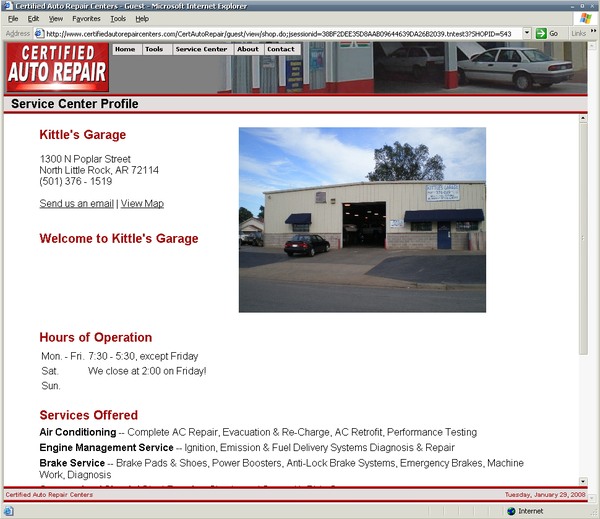 Certified Auto Repair Centers - Guest - Microsoft Internet Explorer
File Edit View Favorites Tools Help
Address http://www.certifiedautorepaircenters.com/CertAutoRepair/guest/view/shop.do;jsessionid=38BF2DEE35D8AAB09644639DA26B2039.tntest3?SHOPID=543 Go Links »
CERTIFIED
AUTO REPAIR
Home Tools Service Center About Contact
Service Center Profile
Kittle's Garage
1300 N Poplar Street
North Little Rock, AR 72114
(501) 376 - 1519
Send us an email | View Map
Welcome to Kittle's Garage
Hours of Operation
Mon. - Fri. 7:30 - 5:30, except Friday
Sat. We close at 2:00 on Friday!
Sun.
Services Offered
Air Conditioning -- Complete AC Repair, Evacuation & Re-Charge, AC Retrofit, Performance Testing
Engine Management Service -- Ignition, Emission & Fuel Delivery Systems Diagnosis & Repair
Brake Service -- Brake Pads & Shoes, Power Boosters, Anti-Lock Brake Systems, Emergency Brakes, Machine
Work, Diagnosis
Certified Auto Repair Centers Tuesday, January 29, 2008
Internet